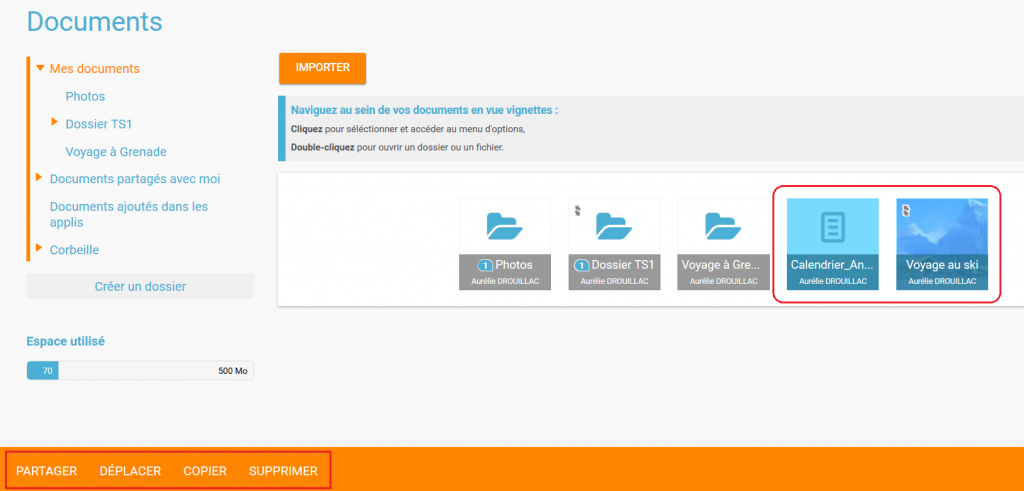 Documents
Mes documents
Photos
Dossier TS1
Voyage à Grenade
Documents partagés avec moi
Documents ajoutés dans les
applis
Corbeille
Créer un dossier
Espace utilisé
70 500 Mo
IMPORTER
Naviguez au sein de vos documents en vue vignettes :
Cliquez pour séléctionner et accéder au menu d'options,
Double-cliquez pour ouvrir un dossier ou un fichier.
1 Photos
Aurélie DROUILLAC
1 Dossier TS1
Aurélie DROUILLAC
Voyage à Gre...
Aurélie DROUILLAC
Calendrier_An...
Aurélie DROUILLAC
Voyage au ski
Aurélie DROUILLAC
PARTAGER DÉPLACER COPIER SUPPRIMER